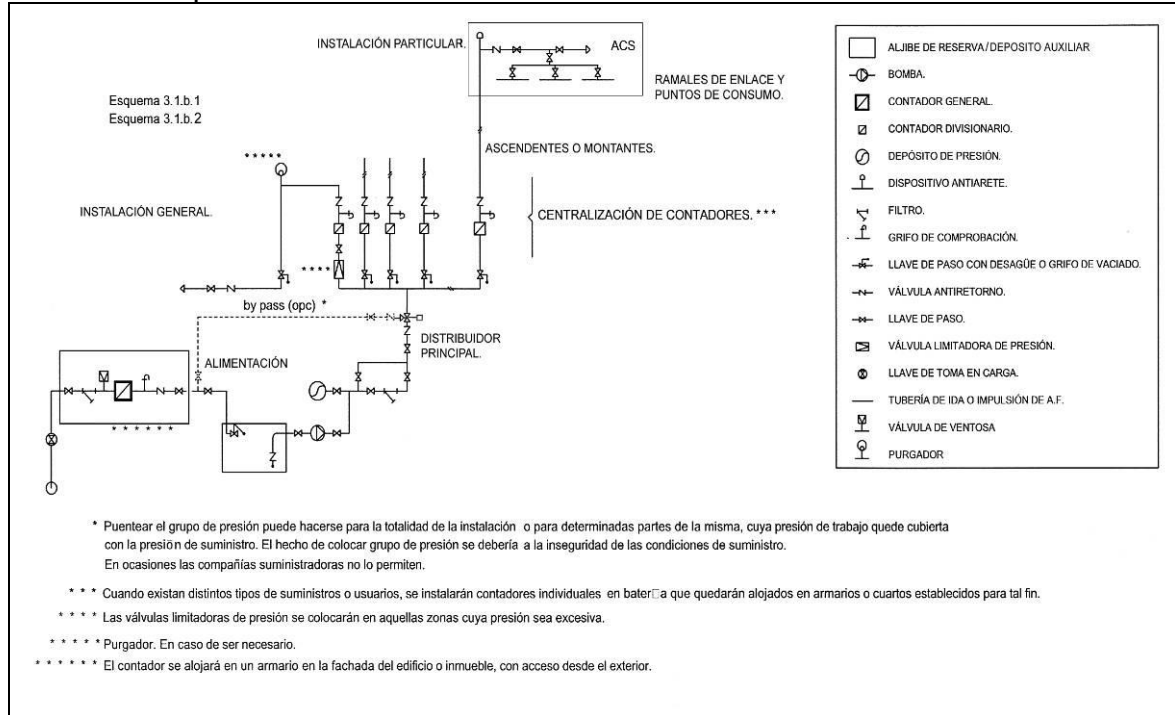 INSTALACIÓN PARTICULAR.
ACS
RAMALES DE ENLACE Y
PUNTOS DE CONSUMO.
Esquema 3.1.b.1
Esquema 3.1.b.2
ASCENDENTES O MONTANTES.
* * * * *
INSTALACIÓN GENERAL.
CENTRALIZACIÓN DE CONTADORES. * * *
* * * *
by pass (opc) *
DISTRIBUIDOR
PRINCIPAL.
ALIMENTACIÓN
* * * * * *
ALJIBE DE RESERVA/DEPOSITO AUXILIAR
BOMBA.
CONTADOR GENERAL.
CONTADOR DIVISIONARIO.
DEPÓSITO DE PRESIÓN.
DISPOSITIVO ANTIARETE.
FILTRO.
GRIFO DE COMPROBACIÓN.
LLAVE DE PASO CON DESAGÜE O GRIFO DE VACIADO.
VÁLVULA ANTIRETORNO.
LLAVE DE PASO.
VÁLVULA LIMITADORA DE PRESIÓN.
LLAVE DE TOMA EN CARGA.
TUBERÍA DE IDA O IMPULSIÓN DE A.F.
VÁLVULA DE VENTOSA
PURGADOR
* Puentear el grupo de presión puede hacerse para la totalidad de la instalación o para determinadas partes de la misma, cuya presión de trabajo quede cubierta
con la presión de suministro. El hecho de colocar grupo de presión se debería a la inseguridad de las condiciones de suministro.
En ocasiones las compañías suministradoras no lo permiten.
* * * Cuando existan distintos tipos de suministros o usuarios, se instalarán contadores individuales en bater□a que quedarán alojados en armarios o cuartos establecidos para tal fin.
* * * * Las válvulas limitadoras de presión se colocarán en aquellas zonas cuya presión sea excesiva.
* * * * * Purgador. En caso de ser necesario.
* * * * * * El contador se alojará en un armario en la fachada del edificio o inmueble, con acceso desde el exterior.